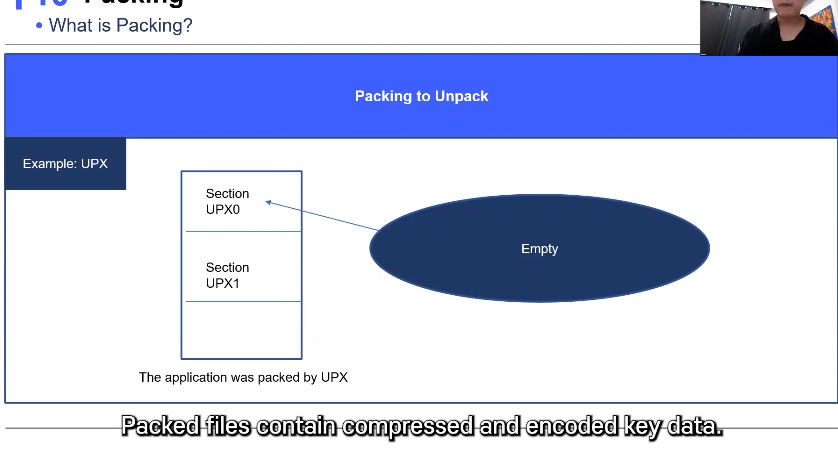 Packing
• What is Packing?
Packing to Unpack
Example: UPX
Section
UPX0
Empty
Section
UPX1
The application was packed by UPX
Packed files contain compressed and encoded key data.